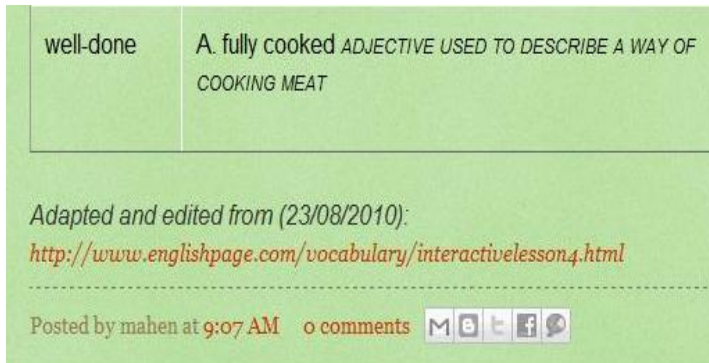 well-done
A. fully cooked ADJECTIVE USED TO DESCRIBE A WAY OF
COOKING MEAT
Adapted and edited from (23/08/2010):
http://www.englishpage.com/vocabulary/interactivelesson4.html
Posted by mahen at 9:07 AM 0 comments